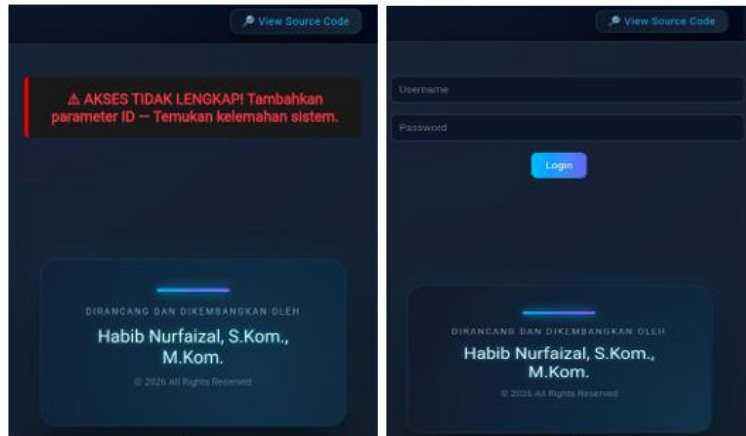 🔎 View Source Code
⚠ AKSES TIDAK LENGKAP! Tambahkan
parameter ID — Temukan kelemahan sistem.
DIRANCANG DAN DIKEMBANGKAN OLEH
Habib Nurfaizal, S.Kom.,
M.Kom.
© 2026 All Rights Reserved
🔎 View Source Code
Username
Password
Login
DIRANCANG DAN DIKEMBANGKAN OLEH
Habib Nurfaizal, S.Kom.,
M.Kom.
© 2026 All Rights Reserved